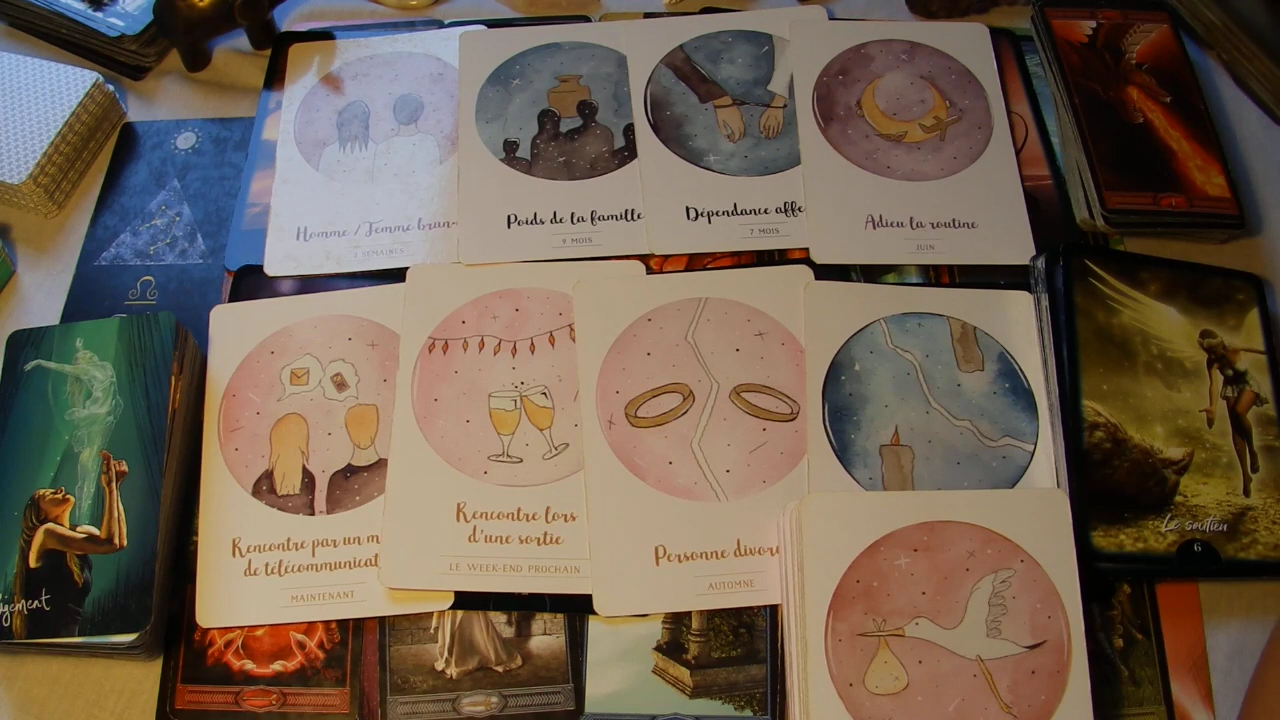 Homme / Femme brun
2 SEMAINES
Poids de la famille
9 MOIS
Dépendance affe
7 MOIS
Adieu la routine
JUIN
Rencontre par un m
de télécommunicat
MAINTENANT
Rencontre lors
d'une sortie
LE WEEK-END PROCHAIN
Personne divor
AUTOMNE
Le soutien
6
gement